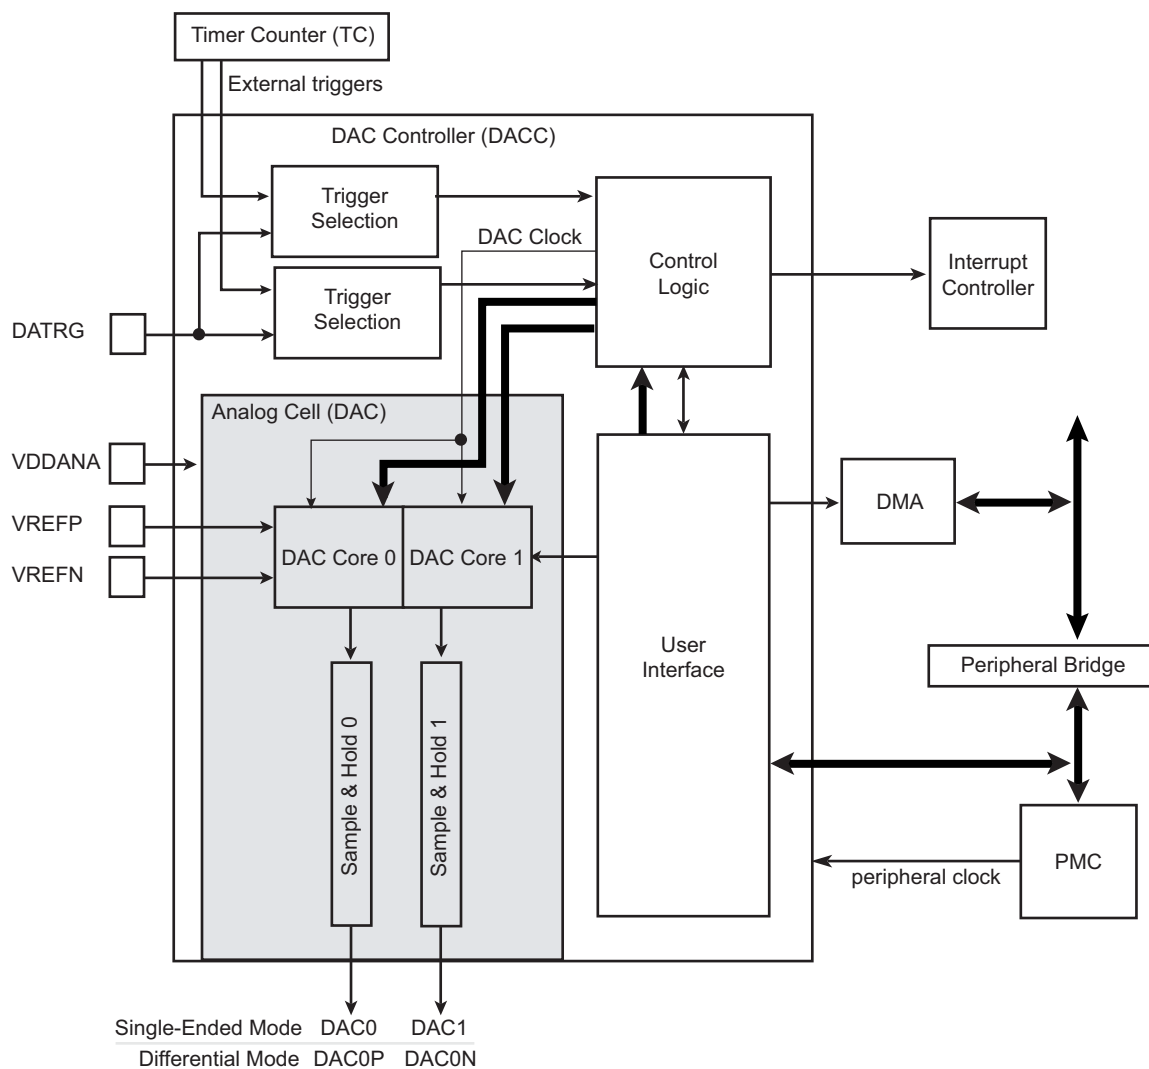 Timer Counter (TC)
External triggers
DAC Controller (DACC)
Trigger
Selection
DAC Clock
Control
Logic
Interrupt
Controller
Trigger
Selection
DATRG
Analog Cell (DAC)
VDDANA
DMA
VREFP
DAC Core 0
DAC Core 1
VREFN
User
Interface
Peripheral Bridge
Sample & Hold 0
Sample & Hold 1
PMC
peripheral clock
Single-Ended Mode DAC0 DAC1
Differential Mode DAC0P DAC0N